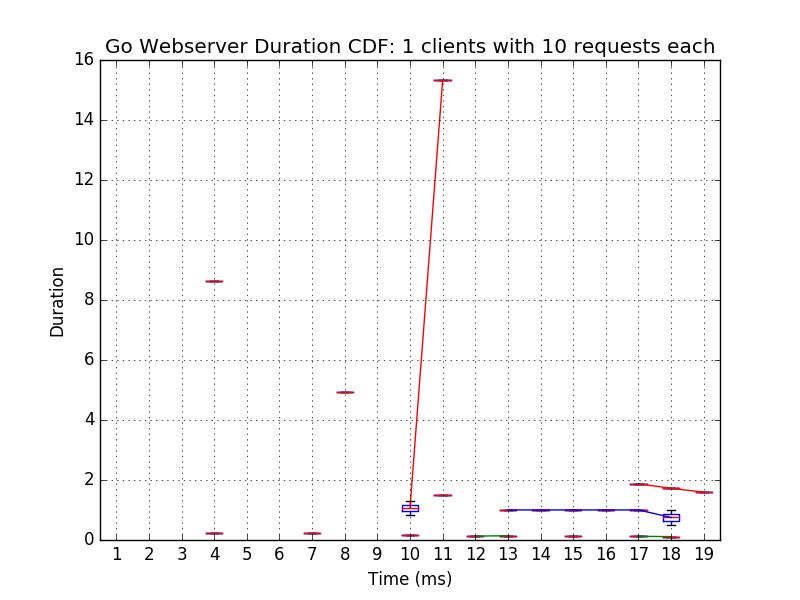 Go Webserver Duration CDF: 1 clients with 10 requests each
16
14
12
10
8
6
4
2
0
Duration
1 2 3 4 5 6 7 8 9 10 11 12 13 14 15 16 17 18 19
Time (ms)